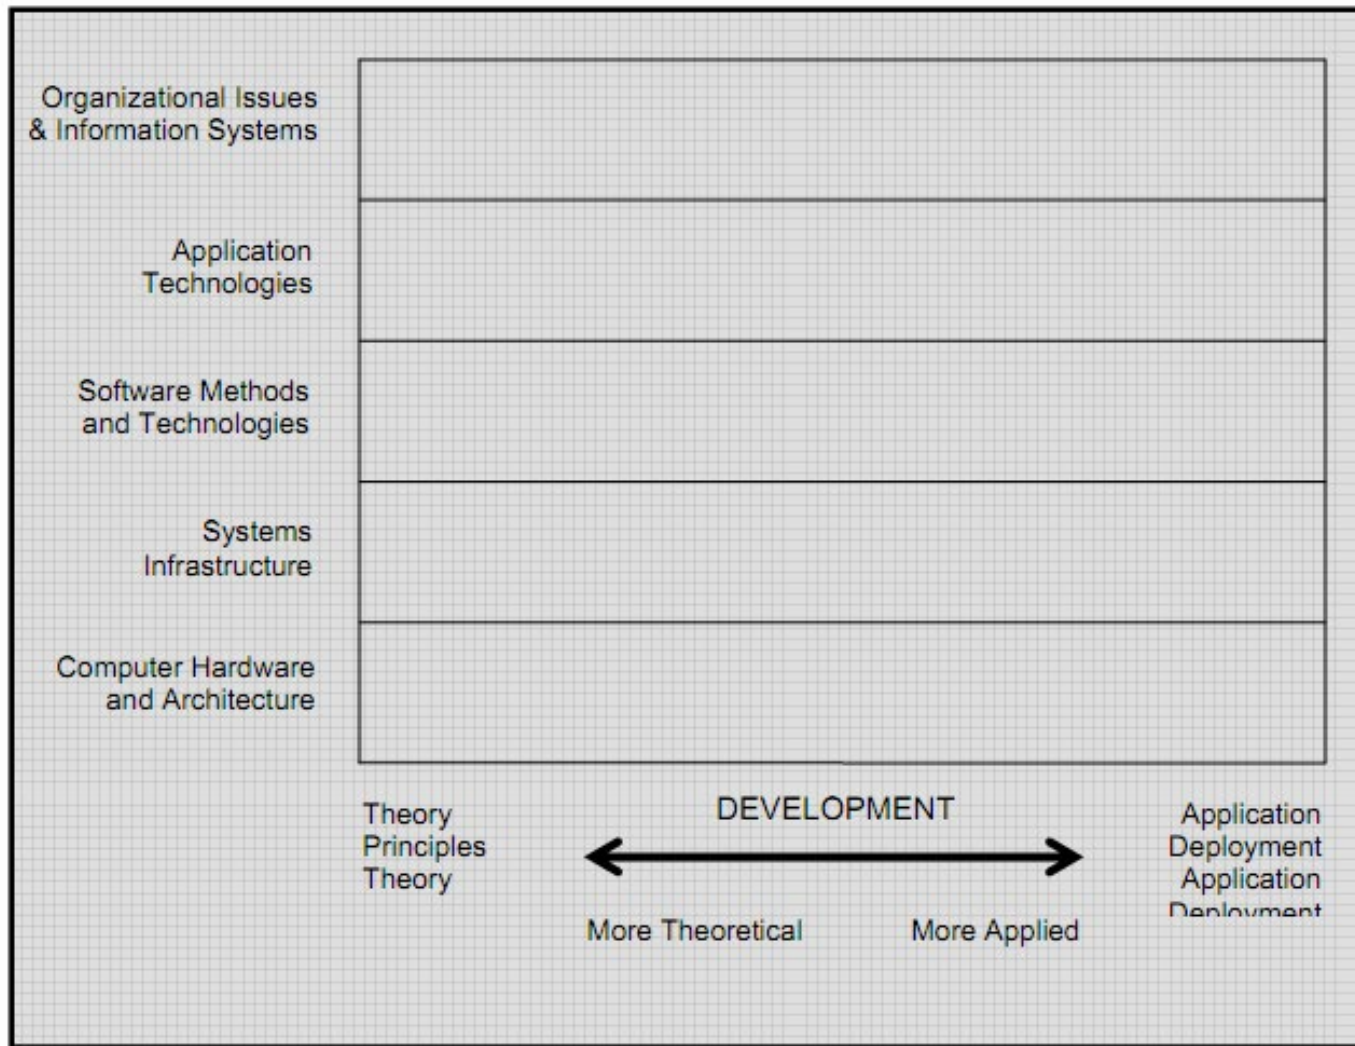 Organizational Issues
& Information Systems
Application
Technologies
Software Methods
and Technologies
Systems
Infrastructure
Computer Hardware
and Architecture
Theory
Principles
Theory
DEVELOPMENT
More Theoretical
More Applied
Application
Deployment
Application
Deployment